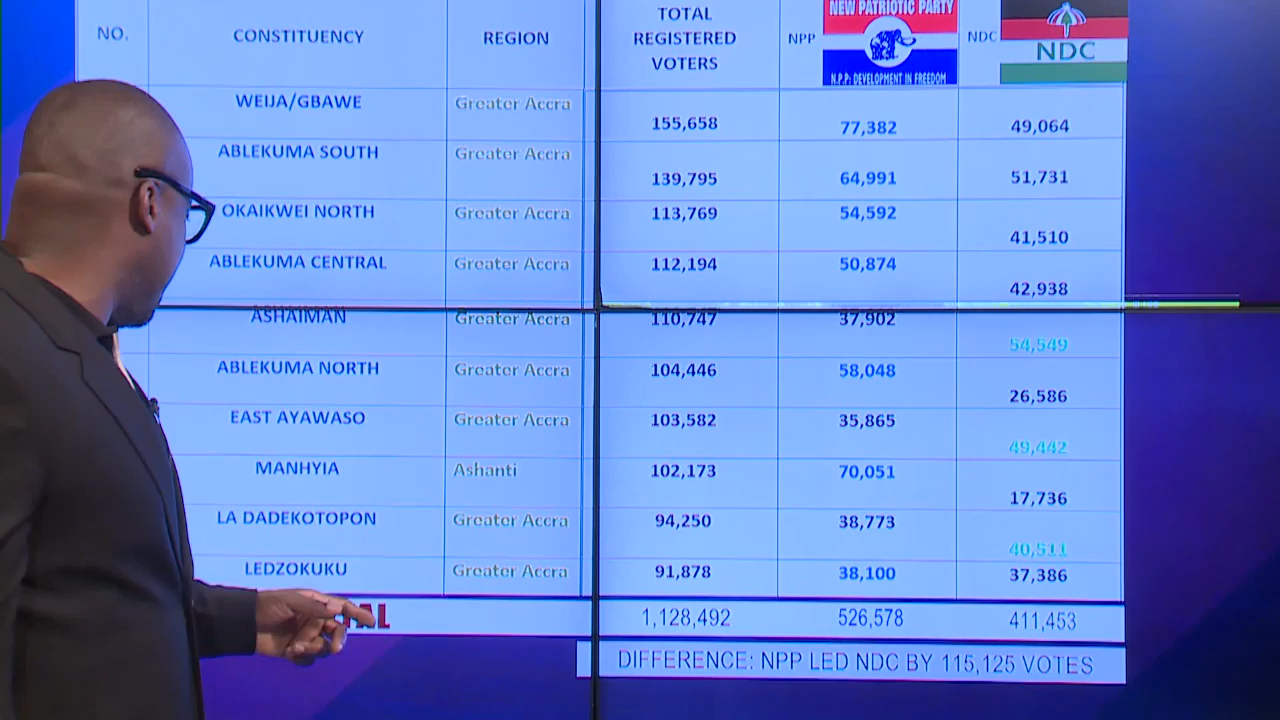 NO. CONSTITUENCY REGION TOTAL REGISTERED VOTERS NPP NEW PATRIOTIC PARTY N.P.P: DEVELOPMENT IN FREEDOM NDC NDC
WEIJA/GBAWE Greater Accra 155,658 77,382 49,064
ABLEKUMA SOUTH Greater Accra 139,795 64,991 51,731
OKAIKWEI NORTH Greater Accra 113,769 54,592 41,510
ABLEKUMA CENTRAL Greater Accra 112,194 50,874 42,938
ASHAIMAN Greater Accra 110,747 37,902 54,549
ABLEKUMA NORTH Greater Accra 104,446 58,048 26,586
EAST AYAWASO Greater Accra 103,582 35,865 49,442
MANHYIA Ashanti 102,173 70,051 17,736
LA DADEKOTOPON Greater Accra 94,250 38,773 40,511
LEDZOKUKU Greater Accra 91,878 38,100 37,386
1,128,492 526,578 411,453
DIFFERENCE: NPP LED NDC BY 115,125 VOTES